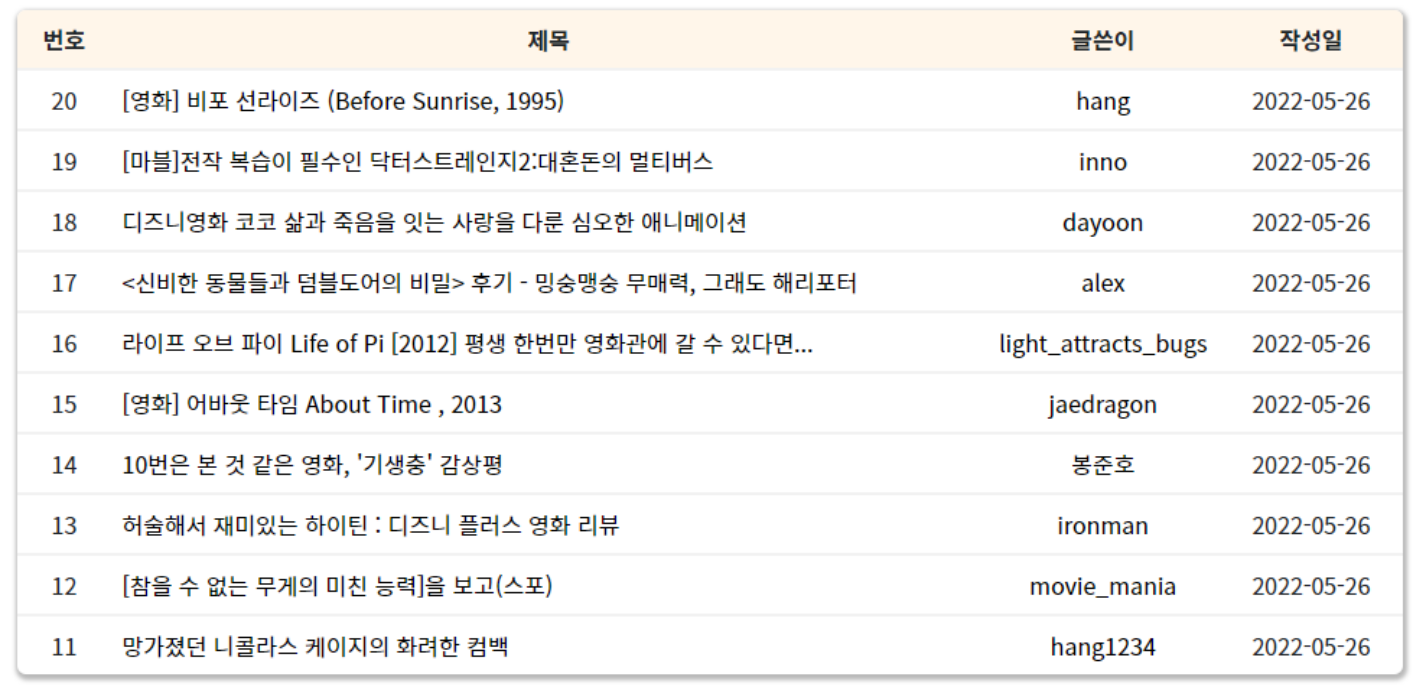 번호 제목 글쓴이 작성일
20 [영화] 비포 선라이즈 (Before Sunrise, 1995) hang 2022-05-26
19 [마블]전작 복습이 필수인 닥터스트레인지2:대혼돈의 멀티버스 inno 2022-05-26
18 디즈니영화 코코 삶과 죽음을 잇는 사랑을 다룬 심오한 애니메이션 dayoon 2022-05-26
17 <신비한 동물들과 덤블도어의 비밀> 후기 - 밍숭맹숭 무매력, 그래도 해리포터 alex 2022-05-26
16 라이프 오브 파이 Life of Pi [2012] 평생 한번만 영화관에 갈 수 있다면... light_attracts_bugs 2022-05-26
15 [영화] 어바웃 타임 About Time , 2013 jaedragon 2022-05-26
14 10번은 본 것 같은 영화, '기생충' 감상평 봉준호 2022-05-26
13 허술해서 재미있는 하이틴 : 디즈니 플러스 영화 리뷰 ironman 2022-05-26
12 [참을 수 없는 무게의 미친 능력]을 보고(스포) movie_mania 2022-05-26
11 망가졌던 니콜라스 케이지의 화려한 컴백 hang1234 2022-05-26